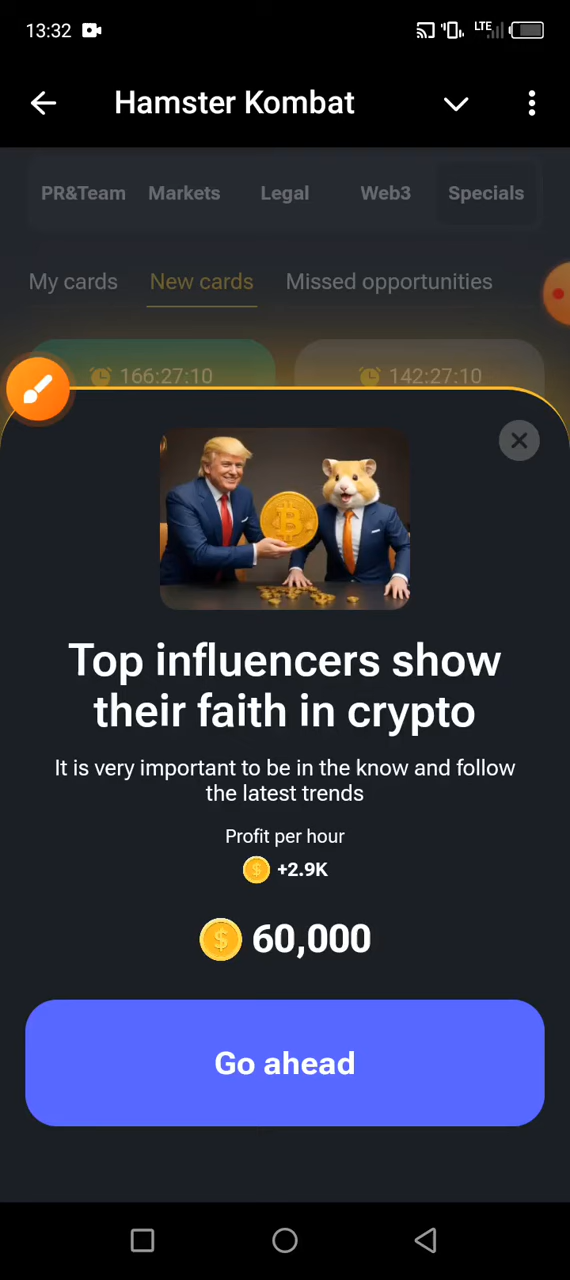 13:32
LTE
Hamster Kombat
PR&Team Markets Legal Web3 Specials
My cards New cards Missed opportunities
166:27:10 142:27:10
Top influencers show
their faith in crypto
It is very important to be in the know and follow
the latest trends
Profit per hour
+2.9K
60,000
Go ahead